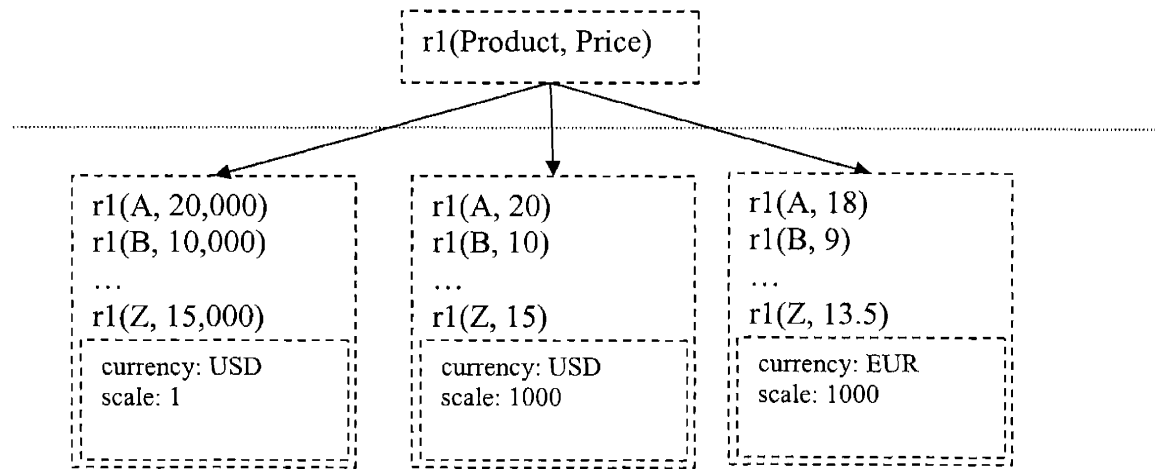 r1(Product, Price)
r1(A, 20,000)
r1(B, 10,000)
...
r1(Z, 15,000)
currency: USD
scale: 1
r1(A, 20)
r1(B, 10)
...
r1(Z, 15)
currency: USD
scale: 1000
r1(A, 18)
r1(B, 9)
...
r1(Z, 13.5)
currency: EUR
scale: 1000